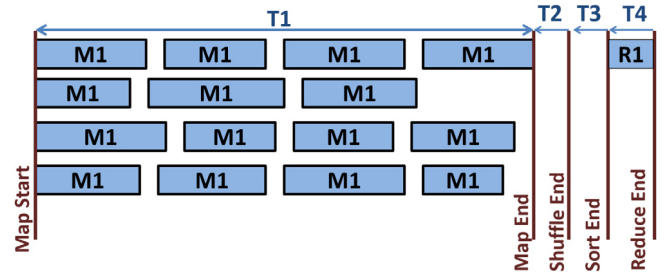 T1 T2 T3 T4
M1 M1 M1 M1 R1
M1 M1 M1
M1 M1 M1 M1
M1 M1 M1 M1
Map Start
Map End
Shuffle End
Sort End
Reduce End